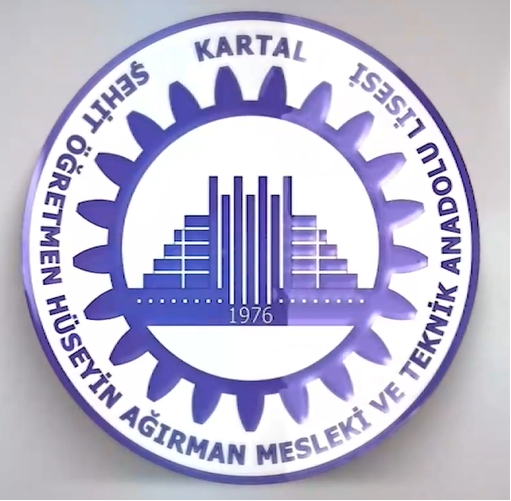 KARTAL
ŞEHİT ÖĞRETMEN HÜSEYİN AĞIRMAN MESLEKİ VE TEKNİK ANADOLU LİSESİ
1976